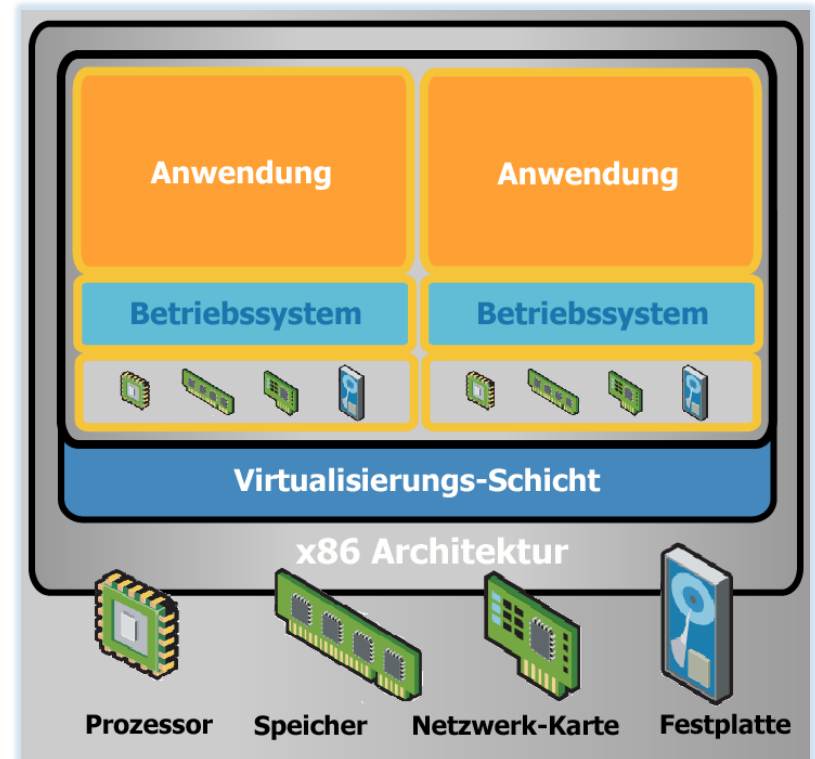 Anwendung
Anwendung
Betriebssystem
Betriebssystem
Virtualisierungs-Schicht
x86 Architektur
Prozessor
Speicher
Netzwerk-Karte
Festplatte